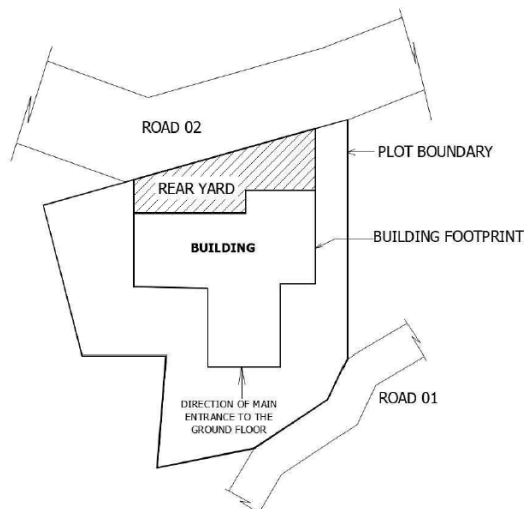 ROAD 02
PLOT BOUNDARY
REAR YARD
BUILDING FOOTPRINT
BUILDING
DIRECTION OF MAIN
ENTRANCE TO THE
GROUND FLOOR
ROAD 01